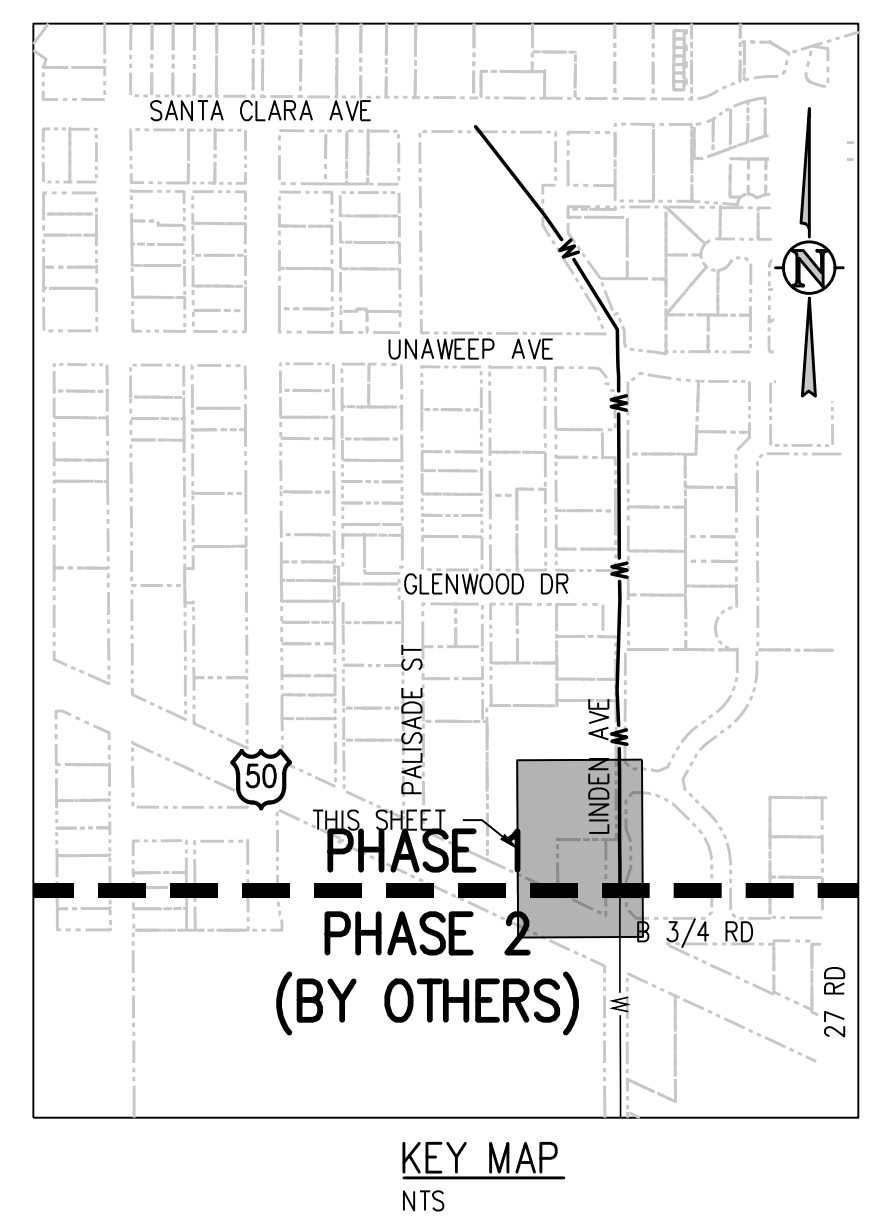 SANTA CLARA AVE
N
W
UNAWEEP AVE
W
W
GLENWOOD DR
PALISADE ST
LINDEN AVE
W
50
THIS SHEET
PHASE 1
PHASE 2
(BY OTHERS)
B 3/4 RD
27 RD
W
KEY MAP
NTS